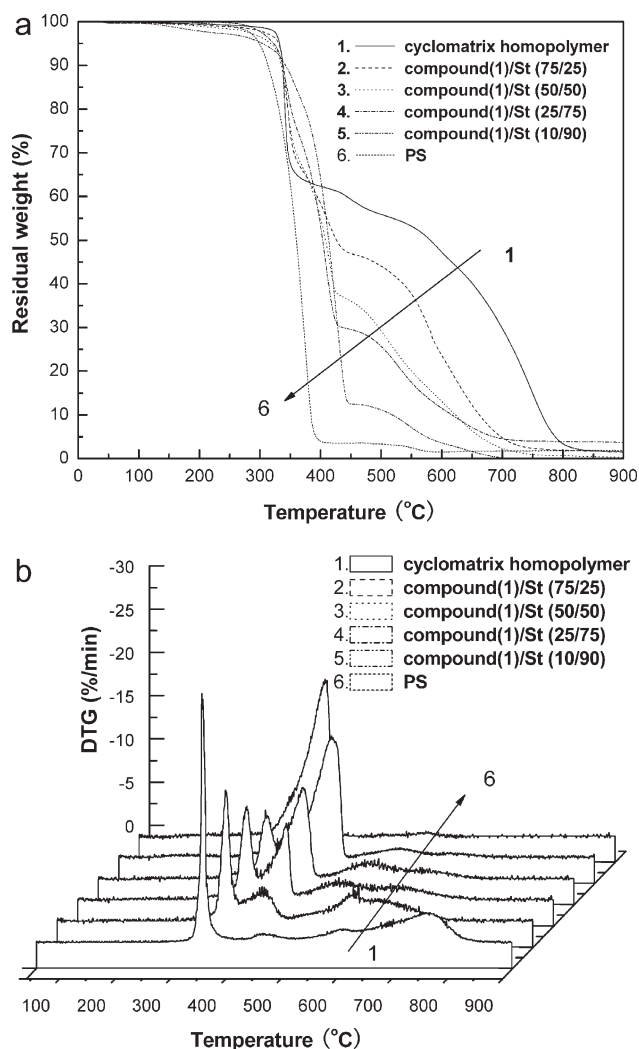 a
100
90
80
70
60
50
40
30
20
10
0
Residual weight (%)
1. cyclomatrix homopolymer
2. compound(1)/St (75/25)
3. compound(1)/St (50/50)
4. compound(1)/St (25/75)
5. compound(1)/St (10/90)
6. PS
1
6
0 100 200 300 400 500 600 700 800 900
Temperature (°C)
b
-30
-25
-20
-15
-10
-5
0
DTG (%/min)
1. cyclomatrix homopolymer
2. compound(1)/St (75/25)
3. compound(1)/St (50/50)
4. compound(1)/St (25/75)
5. compound(1)/St (10/90)
6. PS
6
1
100 200 300 400 500 600 700 800 900
Temperature (°C)